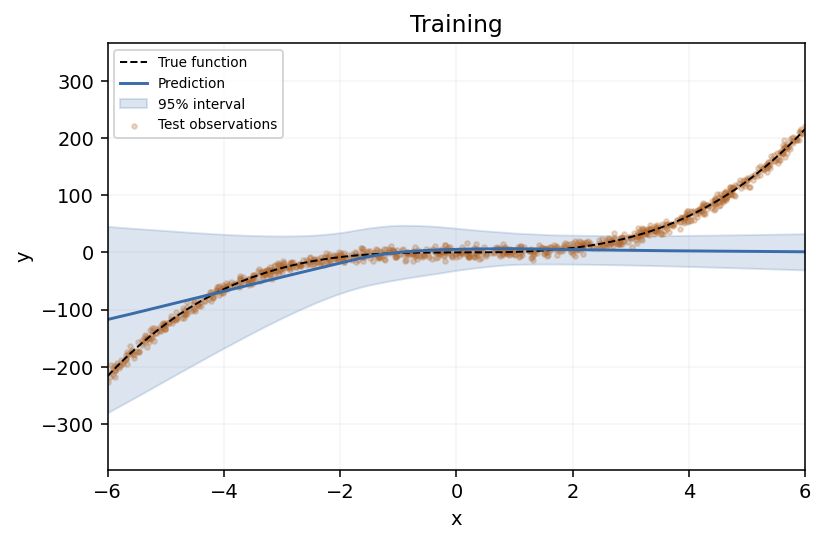 Training
True function
Prediction
95% interval
Test observations
300
200
100
0
−100
−200
−300
y
−6
−4
−2
0
2
4
6
x